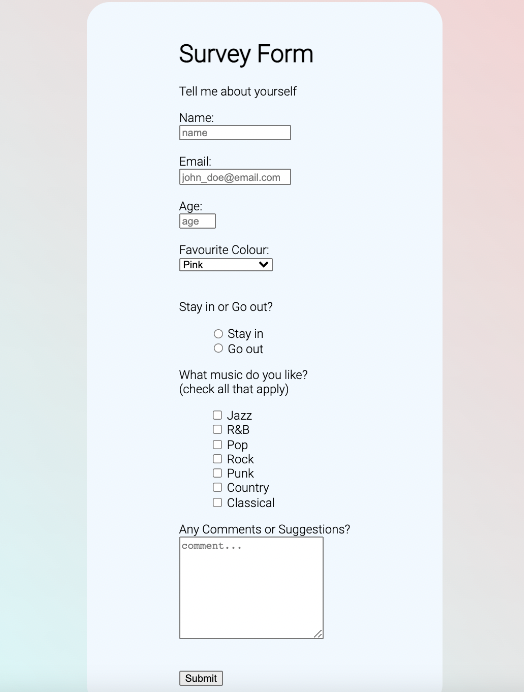 Survey Form
Tell me about yourself
Name:
name
Email:
john_doe@email.com
Age:
age
Favourite Colour:
Pink
Stay in or Go out?
Stay in
Go out
What music do you like?
(check all that apply)
Jazz
R&B
Pop
Rock
Punk
Country
Classical
Any Comments or Suggestions?
comment...
Submit